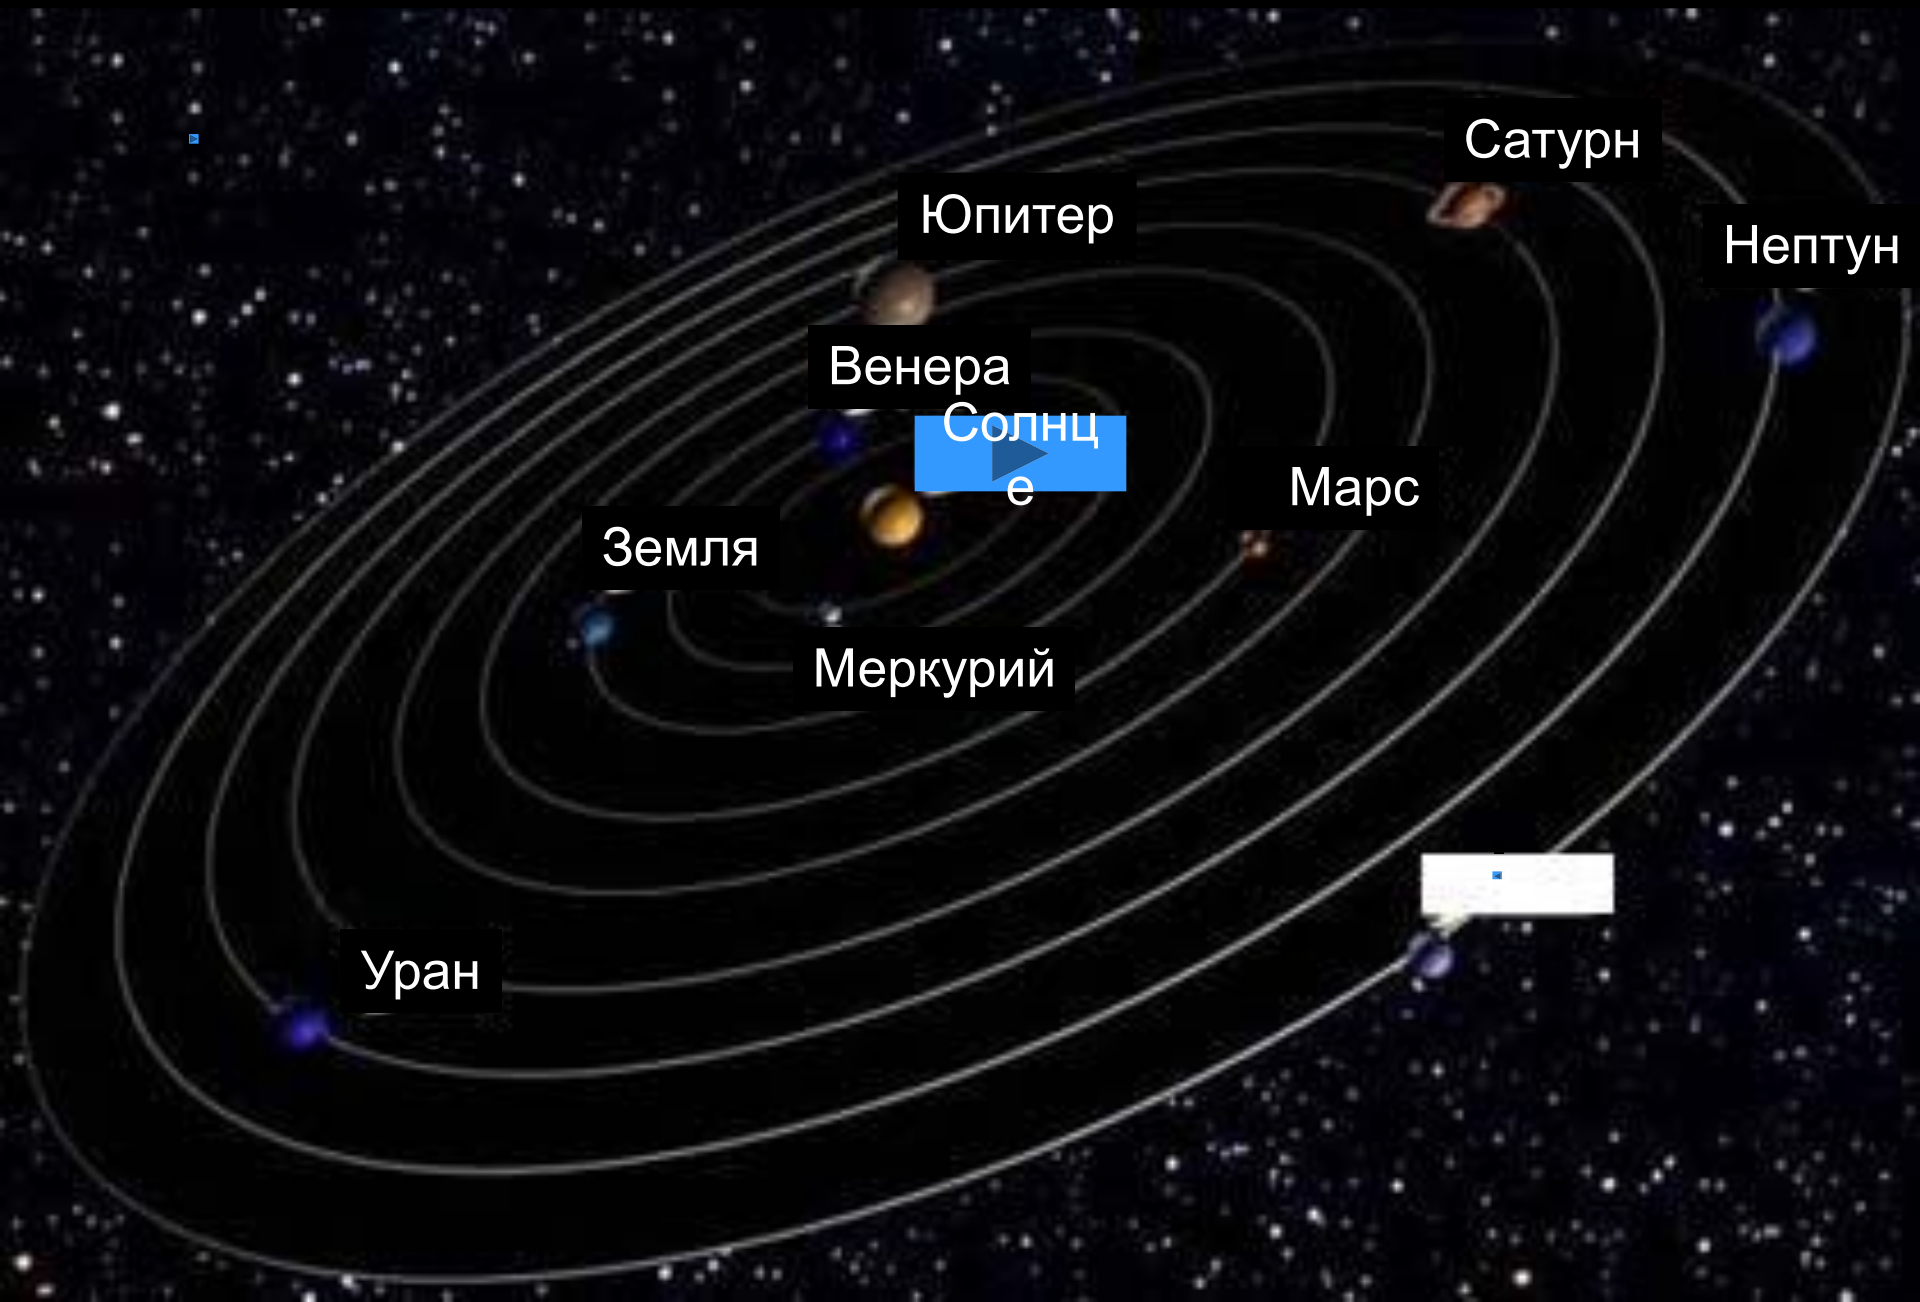 Сатурн
Юпитер
Нептун
Венера
Солнц
е
Марс
Земля
Меркурий
Уран